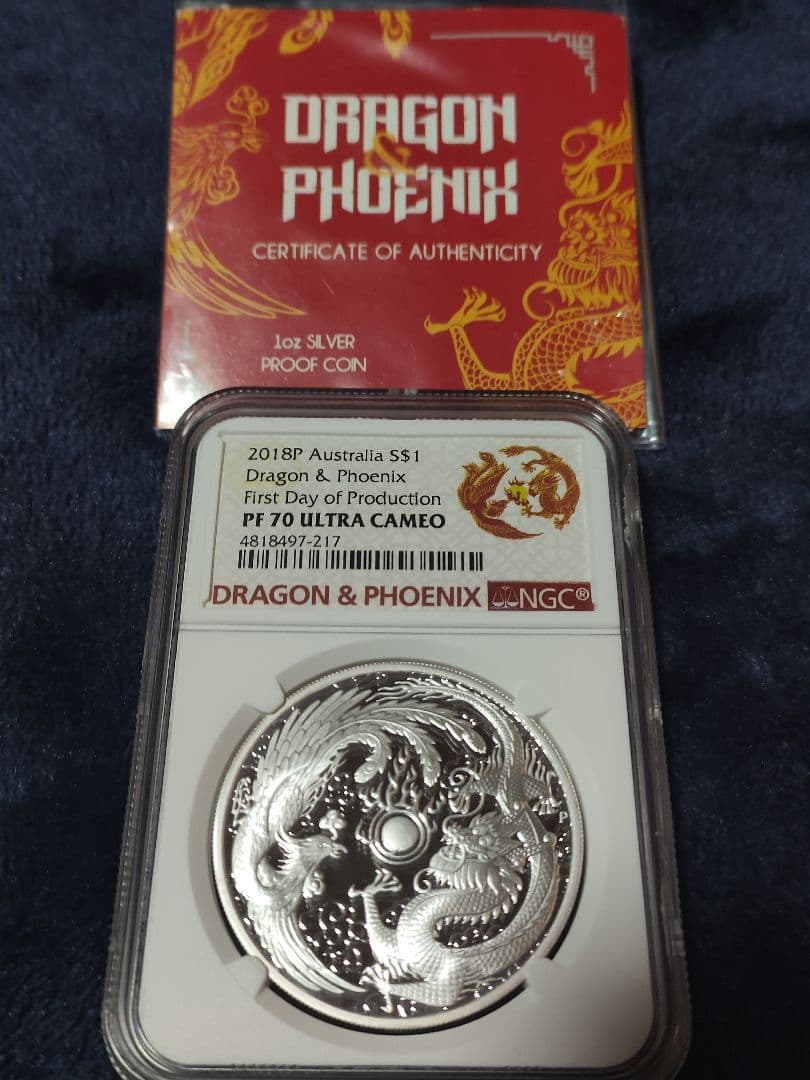 DRAGON
&
PHOENIX
CERTIFICATE OF AUTHENTICITY
1oz SILVER
PROOF COIN
2018P Australia S$1
Dragon & Phoenix
First Day of Production
PF 70 ULTRA CAMEO
4818497-217
DRAGON & PHOENIX NGC®
P